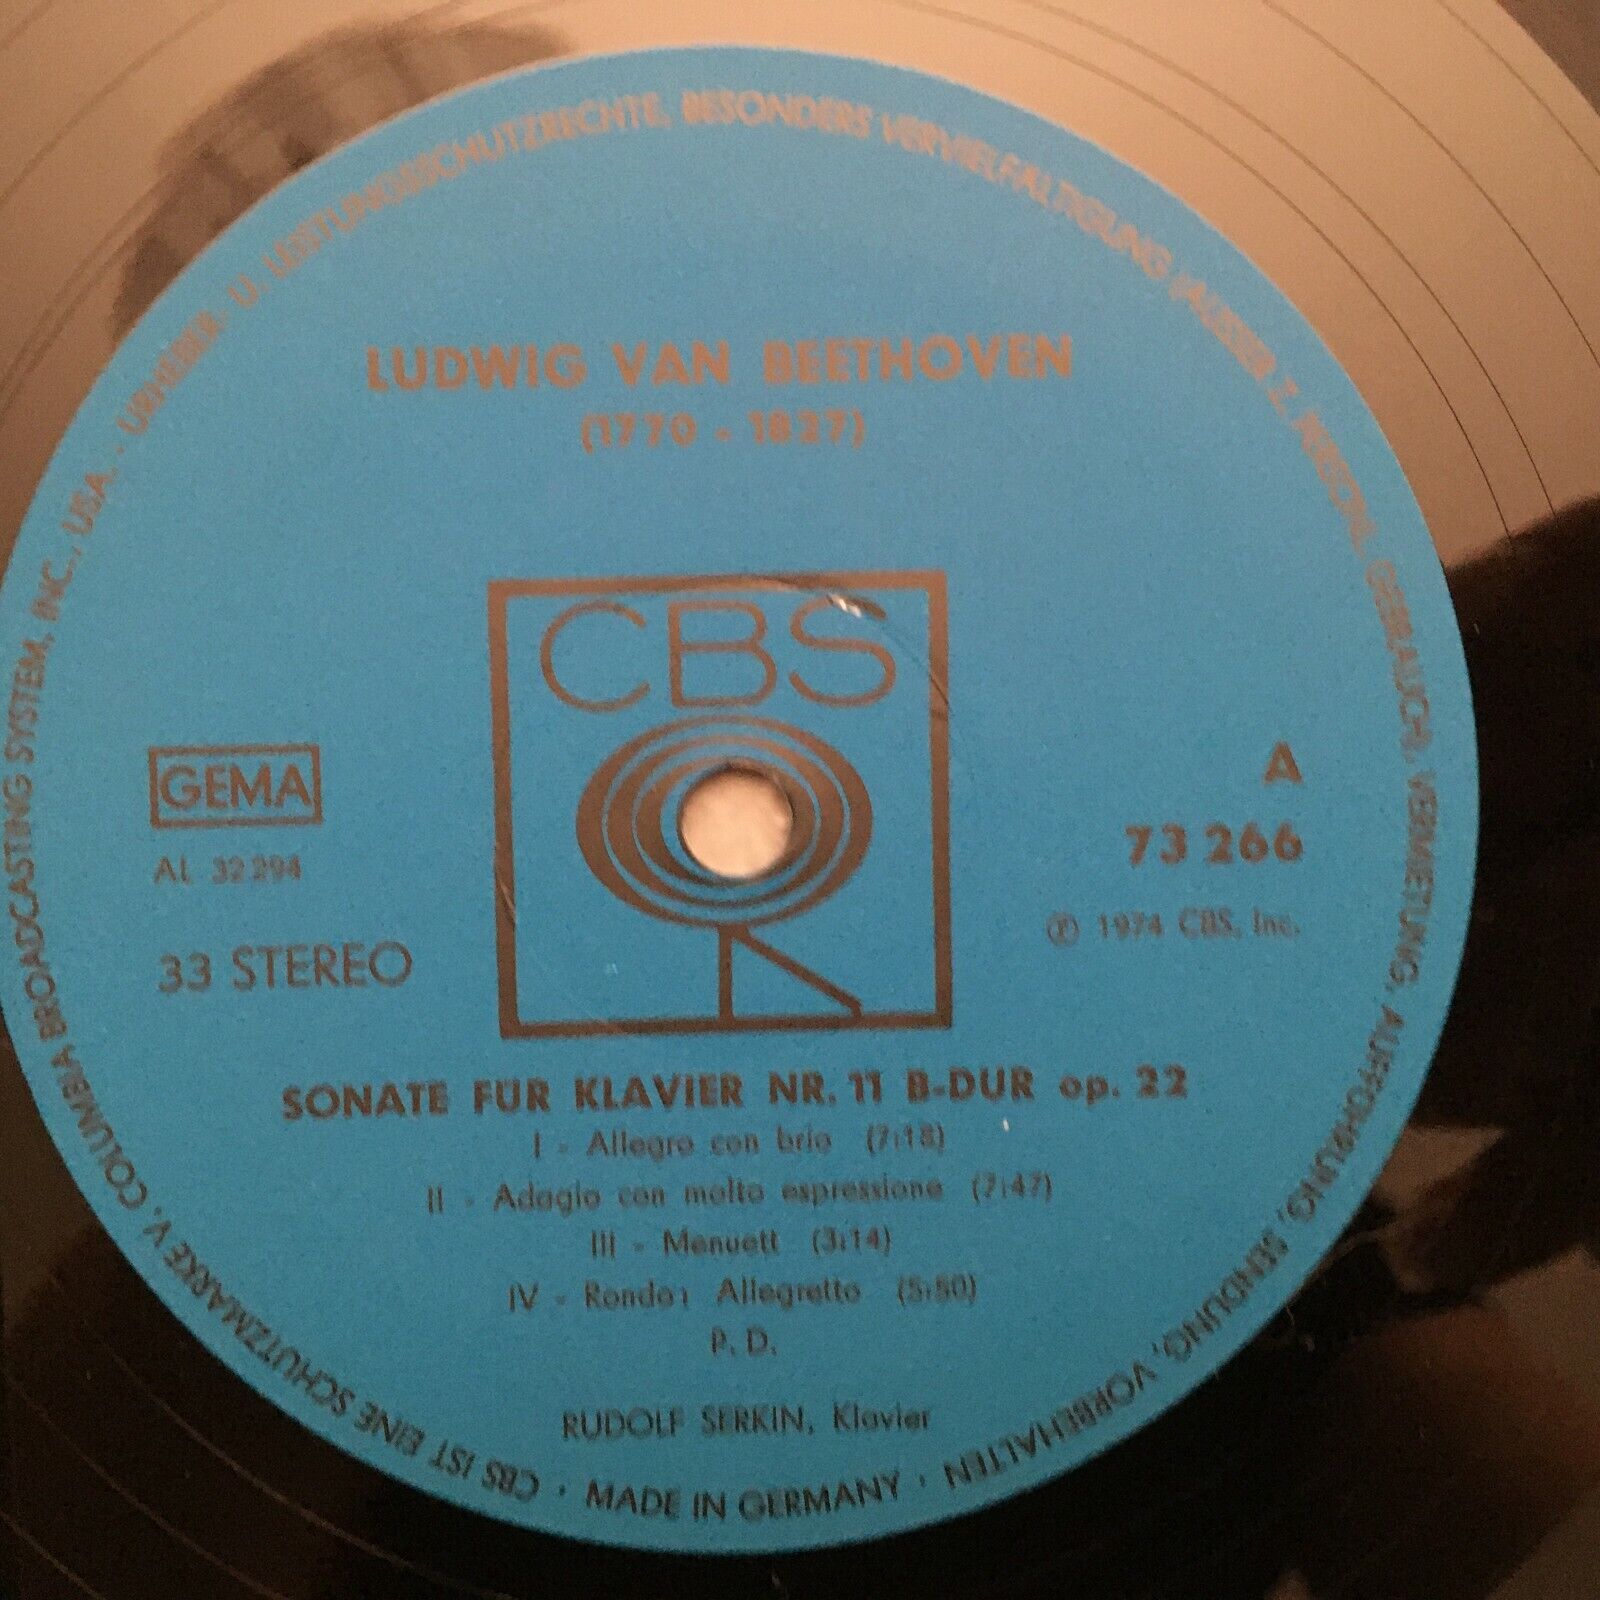 LUDWIG VAN BEETHOVEN
(1770 - 1827)
CBS
GEMA
AL 32 294
33 STEREO
A
73 266
℗ 1974 CBS, Inc.
SONATE FÜR KLAVIER NR. 11 B-DUR op. 22
I - Allegro con brio (7:18)
II - Adagio con molto espressione (7:47)
III - Menuett (3:14)
IV - Rondo: Allegretto (5:50)
P. D.
RUDOLF SERKIN, Klavier
CBS IST EINE SCHUTZMARKE V. COLUMBIA BROADCASTING SYSTEM, INC., USA. · URHEBER- U. LEISTUNGSSCHUTZRECHTE, BESONDERS VERVIELFÄLTIGUNG (AUSSER Z. PERSÖNL. GEBRAUCH), VERMIETUNG, AUFFÜHRUNG, SENDUNG, VORBEHALTEN · MADE IN GERMANY ·